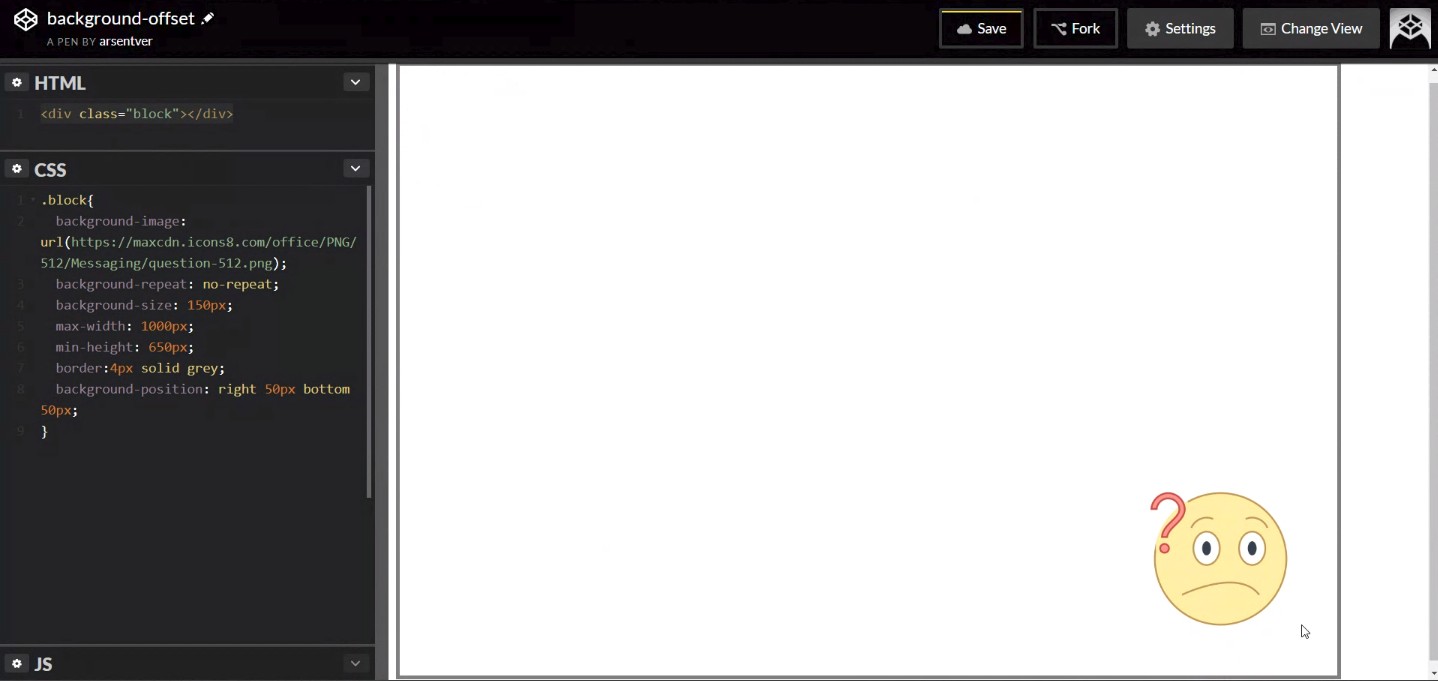 background-offset
A PEN BY arsentver
Save
Fork
Settings
Change View
HTML
1 <div class="block"></div>
CSS
1 .block{
2 background-image:
url(https://maxcdn.icons8.com/office/PNG/
512/Messaging/question-512.png);
3 background-repeat: no-repeat;
4 background-size: 150px;
5 max-width: 1000px;
6 min-height: 650px;
7 border:4px solid grey;
8 background-position: right 50px bottom
50px;
9 }
?
JS